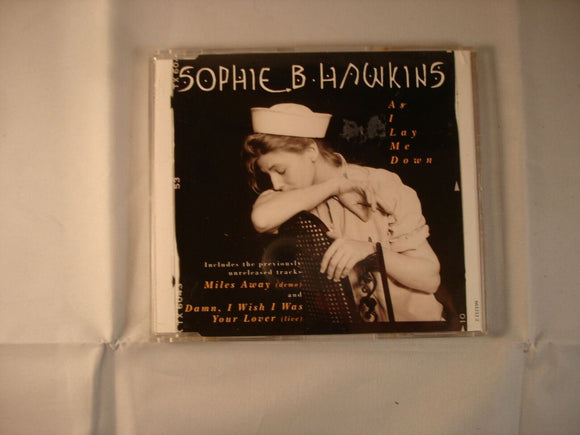 SOPHIE B. HAWKINS
As
I
Lay
Me
Down
Includes the previously
unreleased tracks
Miles Away (demo)
and
Damn, I Wish I Was
Your Lover (live)
53